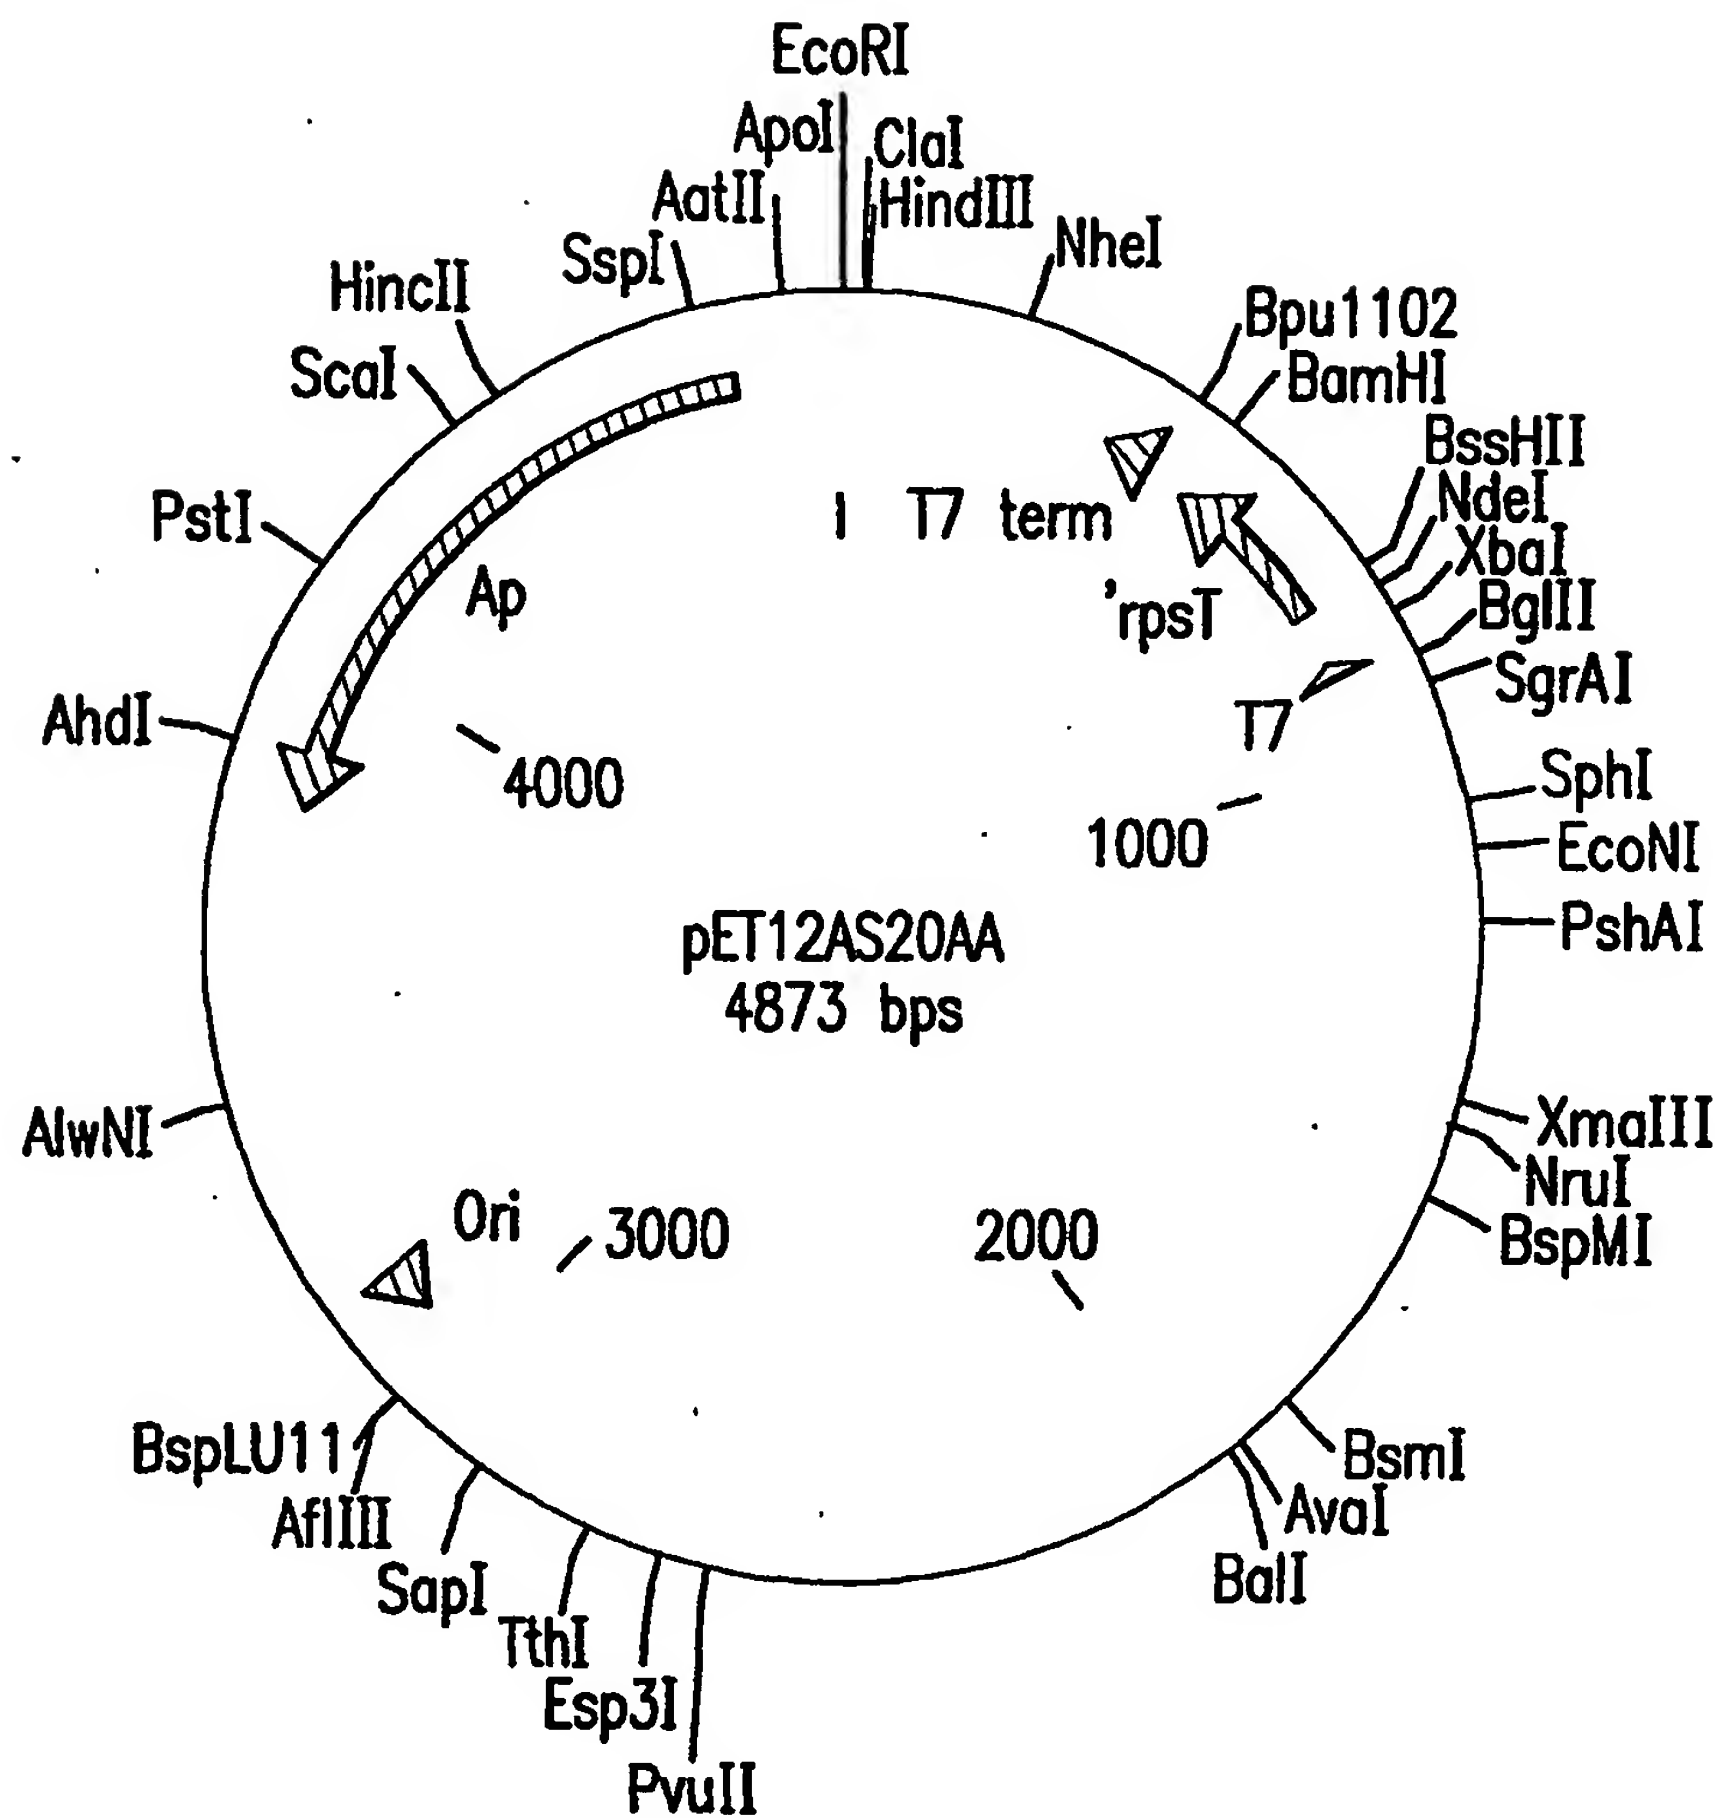 EcoRI
ApoI
ClaI
AatII
HindIII
SspI
NheI
HincII
Bpu1102
ScaI
BamHI
BssHII
NdeI
PstI
I
T7 term
XbaI
Ap
'rpsT
BglII
SgrAI
AhdI
T7
4000
SphI
1000
EcoNI
pET12AS20AA
PshAI
4873 bps
AlwNI
XmaIII
NruI
Ori
3000
2000
BspMI
BspLU11
BsmI
AflIII
AvaI
SapI
BalI
TthI
Esp3I
PvuII